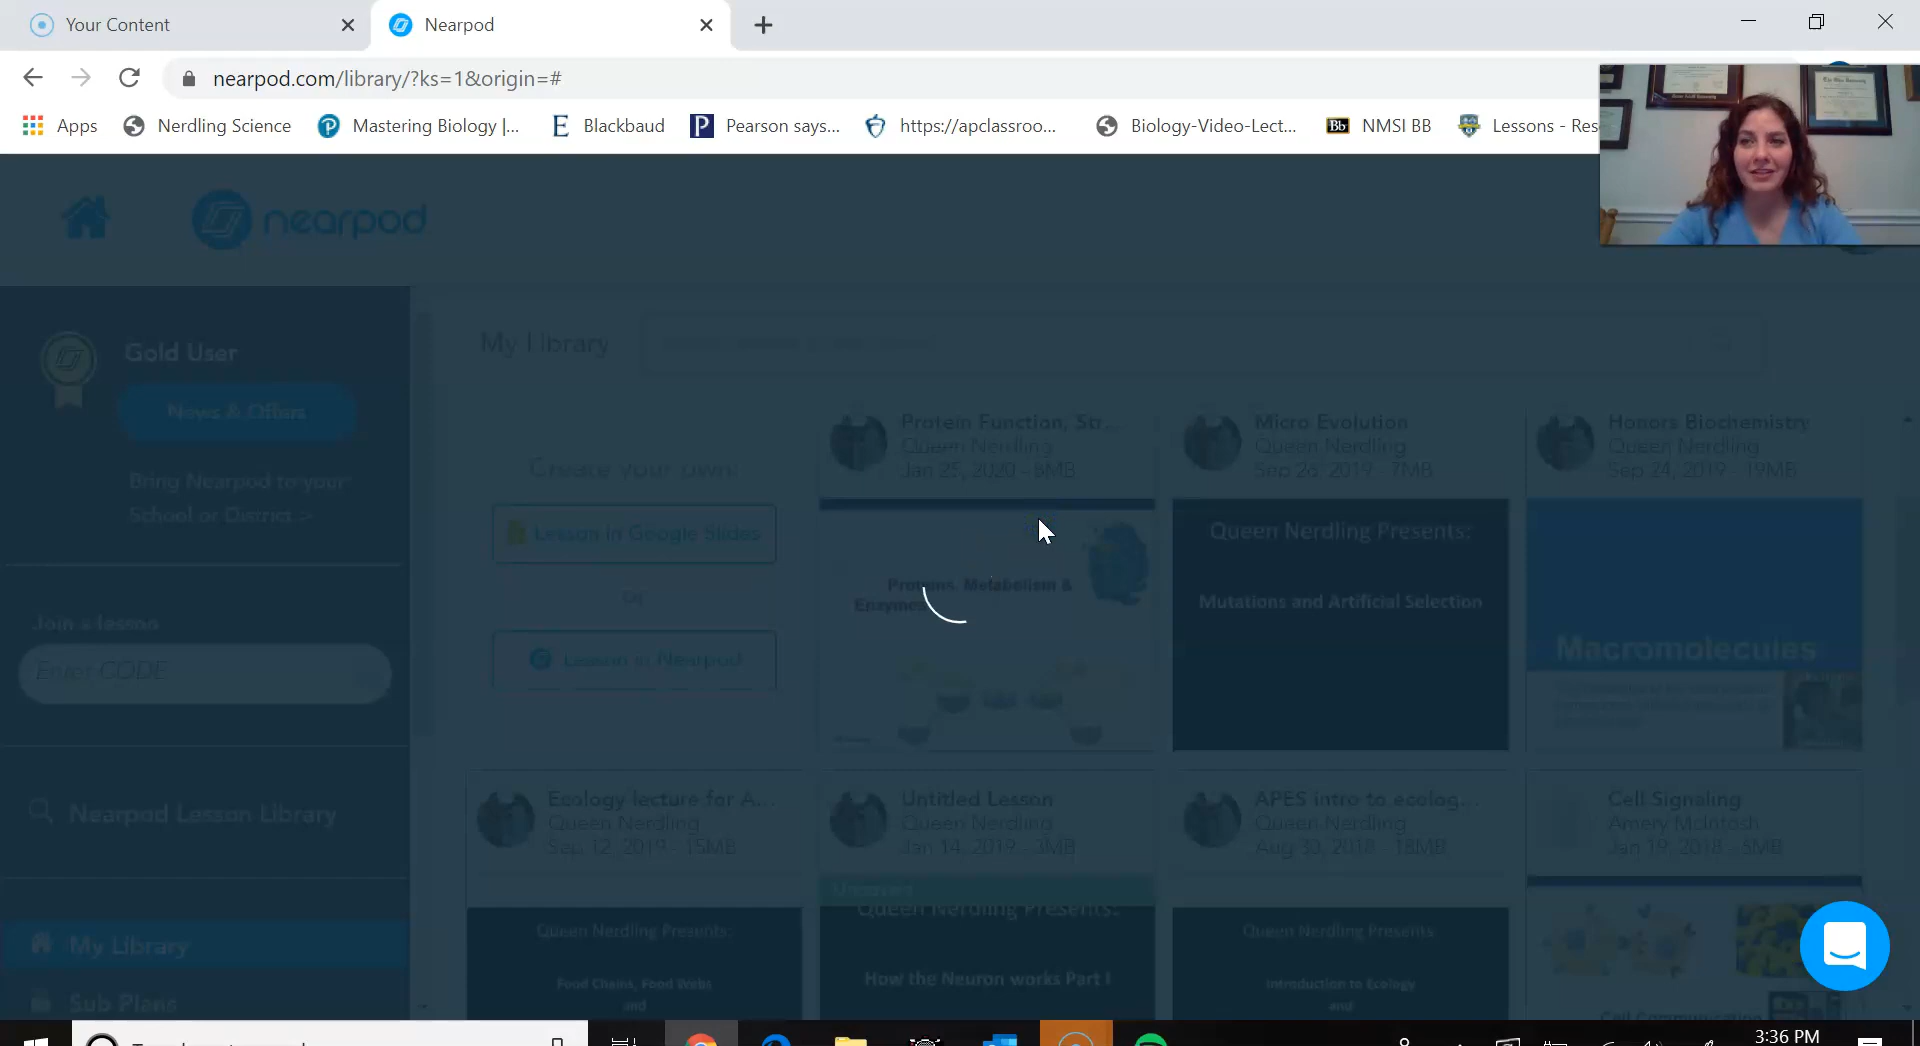 Your Content
Nearpod
nearpod.com/library/?ks=1&origin=#
Apps
Nerdling Science
Mastering Biology |...
Blackbaud
Pearson says...
https://apclassroo...
Biology-Video-Lect...
Bb
NMSI BB
Lessons - Res
nearpod
Gold User
News & Offers
Bring Nearpod to your
School or District >
Join a lesson
Enter CODE
Nearpod Lesson Library
My Library
Sub Plans
My Library
Create your own:
Lesson in Google Slides
or
Lesson in Nearpod
Protein Function, Str...
Queen Nerdling
Jan 25, 2020 - 6MB
Proteins, Metabolism &
Enzymes
Micro Evolution
Queen Nerdling
Sep 26, 2019 - 7MB
Queen Nerdling Presents:
Mutations and Artificial Selection
Honors Biochemistry
Queen Nerdling
Sep 24, 2019 - 19MB
Macromolecules
Ecology lecture for A...
Queen Nerdling
Sep 12, 2019 - 15MB
Queen Nerdling Presents:
Food Chains, Food Webs
and
Untitled Lesson
Queen Nerdling
Jan 14, 2019 - 3MB
Queen Nerdling Presents:
How the Neuron works Part I
APES intro to ecolog...
Queen Nerdling
Aug 30, 2018 - 18MB
Queen Nerdling Presents
Introduction to Ecology
and
Cell Signaling
Amery McIntosh
Jan 19, 2018 - 5MB
Cell Communication
3:36 PM